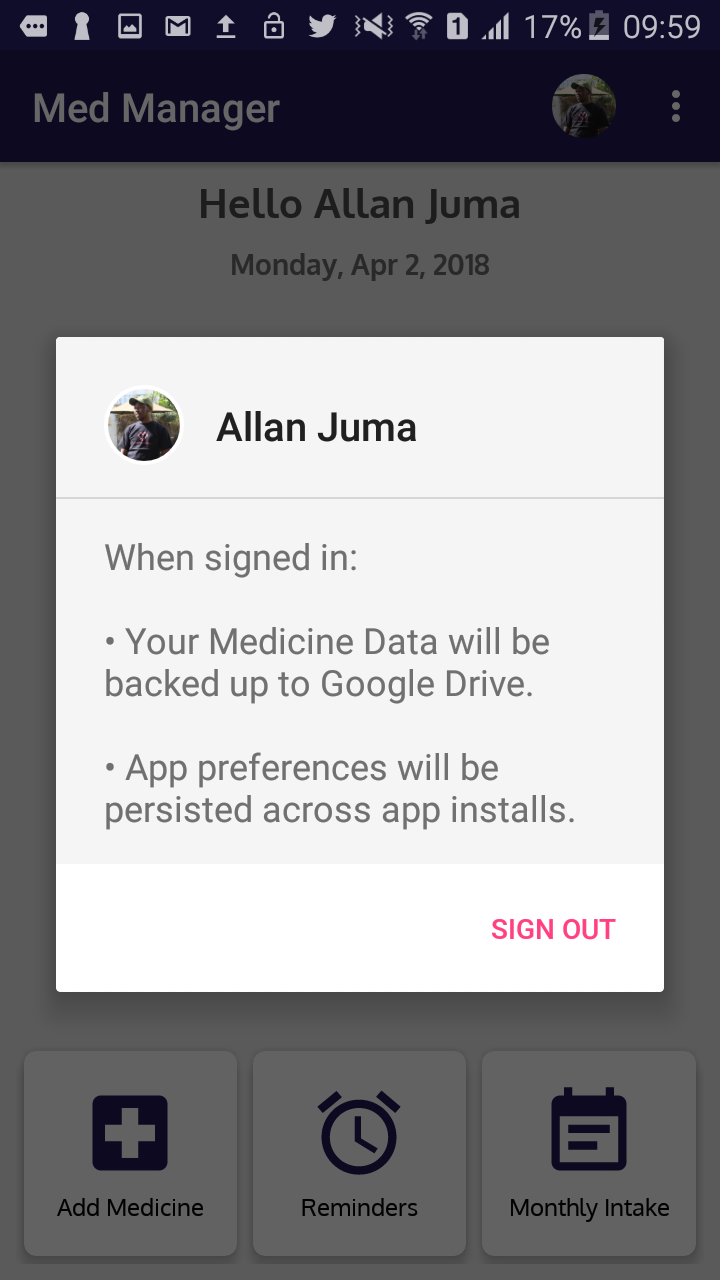 1 17% 09:59
Med Manager
Hello Allan Juma
Monday, Apr 2, 2018
Allan Juma
When signed in:
• Your Medicine Data will be
backed up to Google Drive.
• App preferences will be
persisted across app installs.
SIGN OUT
Add Medicine
Reminders
Monthly Intake